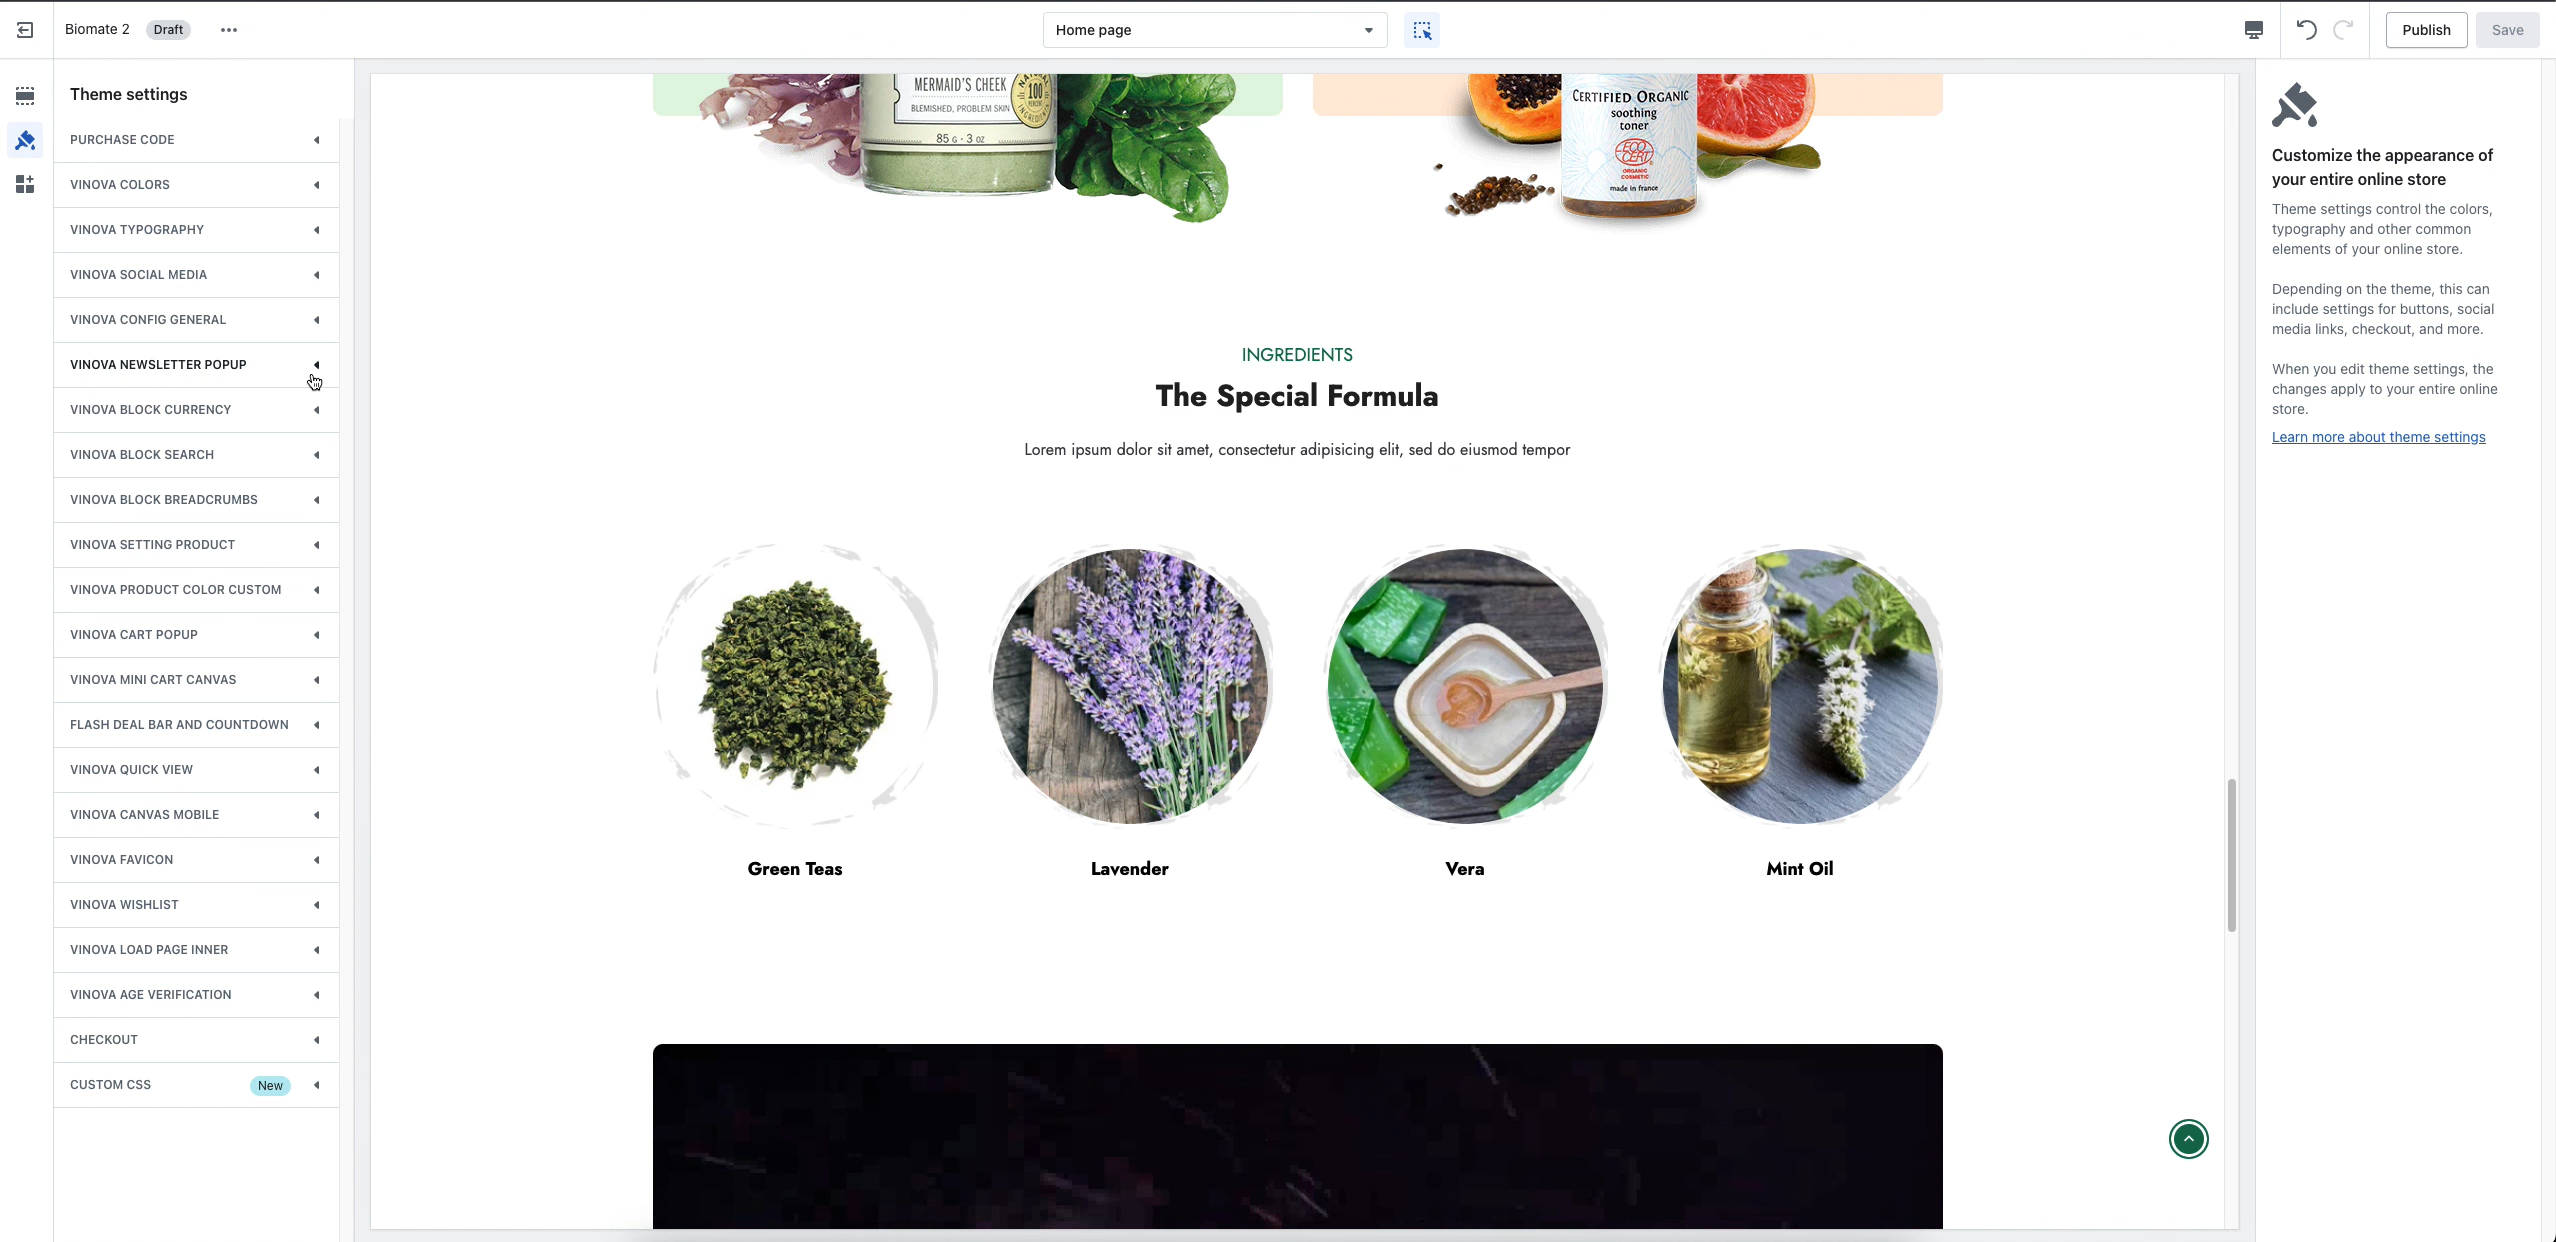 Biomate 2
Draft
Home page
Publish
Save
Theme settings
PURCHASE CODE
VINOVA COLORS
VINOVA TYPOGRAPHY
VINOVA SOCIAL MEDIA
VINOVA CONFIG GENERAL
VINOVA NEWSLETTER POPUP
VINOVA BLOCK CURRENCY
VINOVA BLOCK SEARCH
VINOVA BLOCK BREADCRUMBS
VINOVA SETTING PRODUCT
VINOVA PRODUCT COLOR CUSTOM
VINOVA CART POPUP
VINOVA MINI CART CANVAS
FLASH DEAL BAR AND COUNTDOWN
VINOVA QUICK VIEW
VINOVA CANVAS MOBILE
VINOVA FAVICON
VINOVA WISHLIST
VINOVA LOAD PAGE INNER
VINOVA AGE VERIFICATION
CHECKOUT
CUSTOM CSS
New
MERMAID'S CHEEK
BLEMISHED, PROBLEM SKIN
100
85 G · 3 OZ
CERTIFIED ORGANIC
soothing
toner
ECO
CERT
ORGANIC
COSMETIC
made in france
INGREDIENTS
The Special Formula
Lorem ipsum dolor sit amet, consectetur adipisicing elit, sed do eiusmod tempor
Green Teas
Lavender
Vera
Mint Oil
Customize the appearance of
your entire online store
Theme settings control the colors,
typography and other common
elements of your online store.
Depending on the theme, this can
include settings for buttons, social
media links, checkout, and more.
When you edit theme settings, the
changes apply to your entire online
store.
Learn more about theme settings